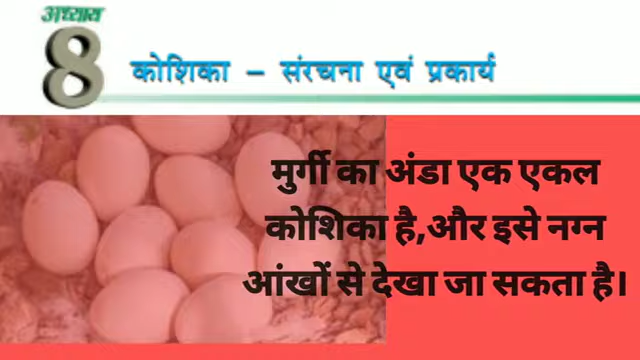 अध्याय
8
कोशिका – संरचना एवं प्रकार्य
मुर्गी का अंडा एक एकल
कोशिका है,और इसे नग्न
आंखों से देखा जा सकता है।